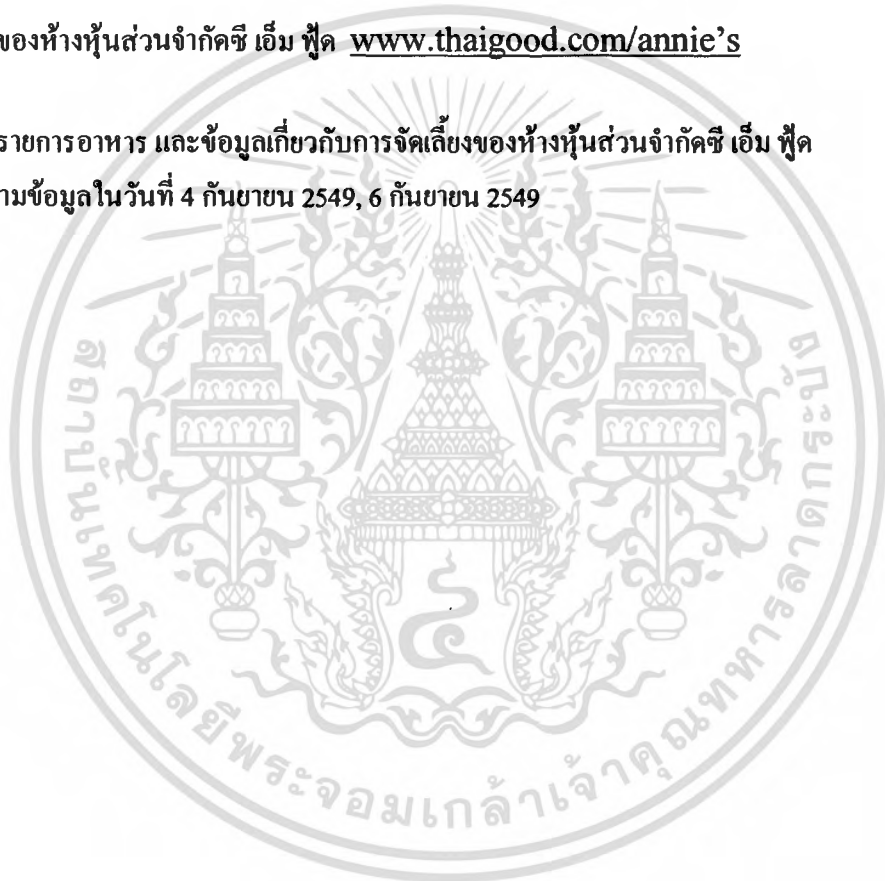 ของห้างหุ้นส่วนจำกัดซี เอ็ม ฟู้ด www.thaigood.com/annie's
รายการอาหาร และข้อมูลเกี่ยวกับการจัดเลี้ยงของห้างหุ้นส่วนจำกัดซี เอ็ม ฟู้ด
ามข้อมูลในวันที่ 4 กันยายน 2549, 6 กันยายน 2549
สถาบันเทคโนโลยีพระจอมเกล้าเจ้าคุณทหารลาดกระบัง